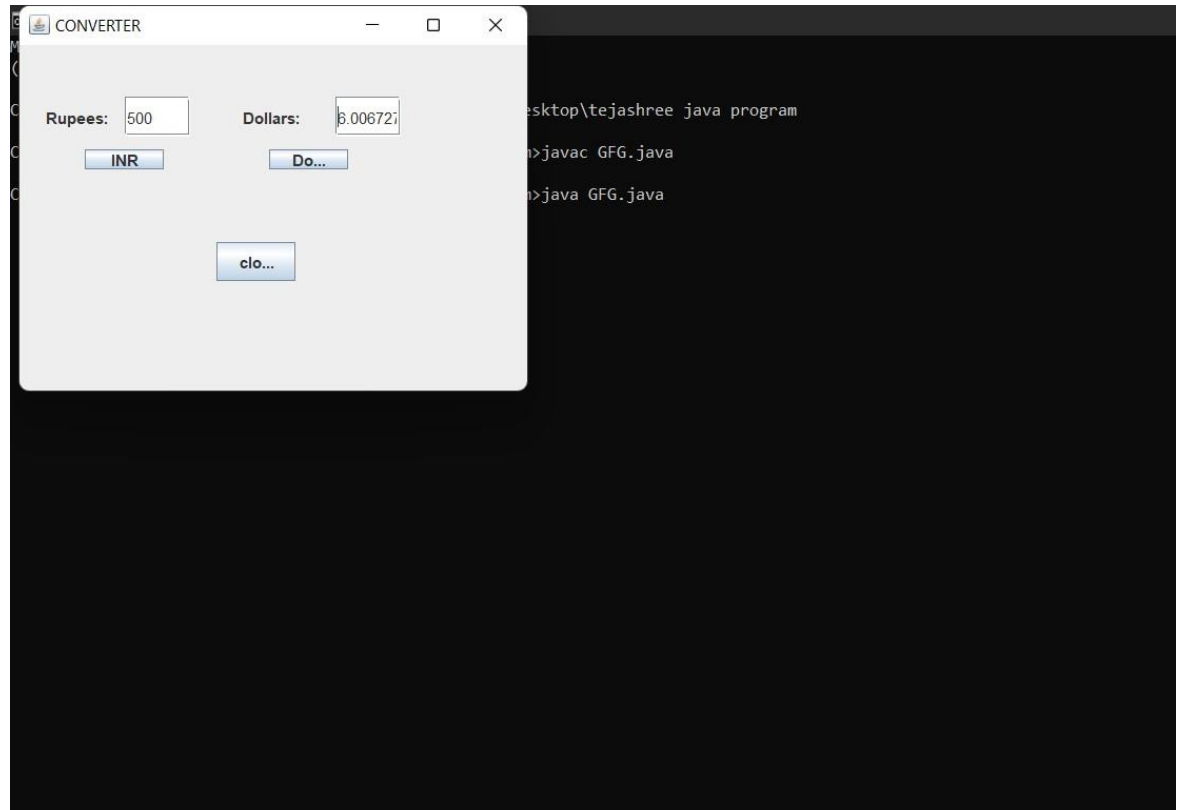 CONVERTER
Rupees: 500 Dollars: 6.006727
INR Do...
clo...
esktop\tejashree java program
>javac GFG.java
>java GFG.java